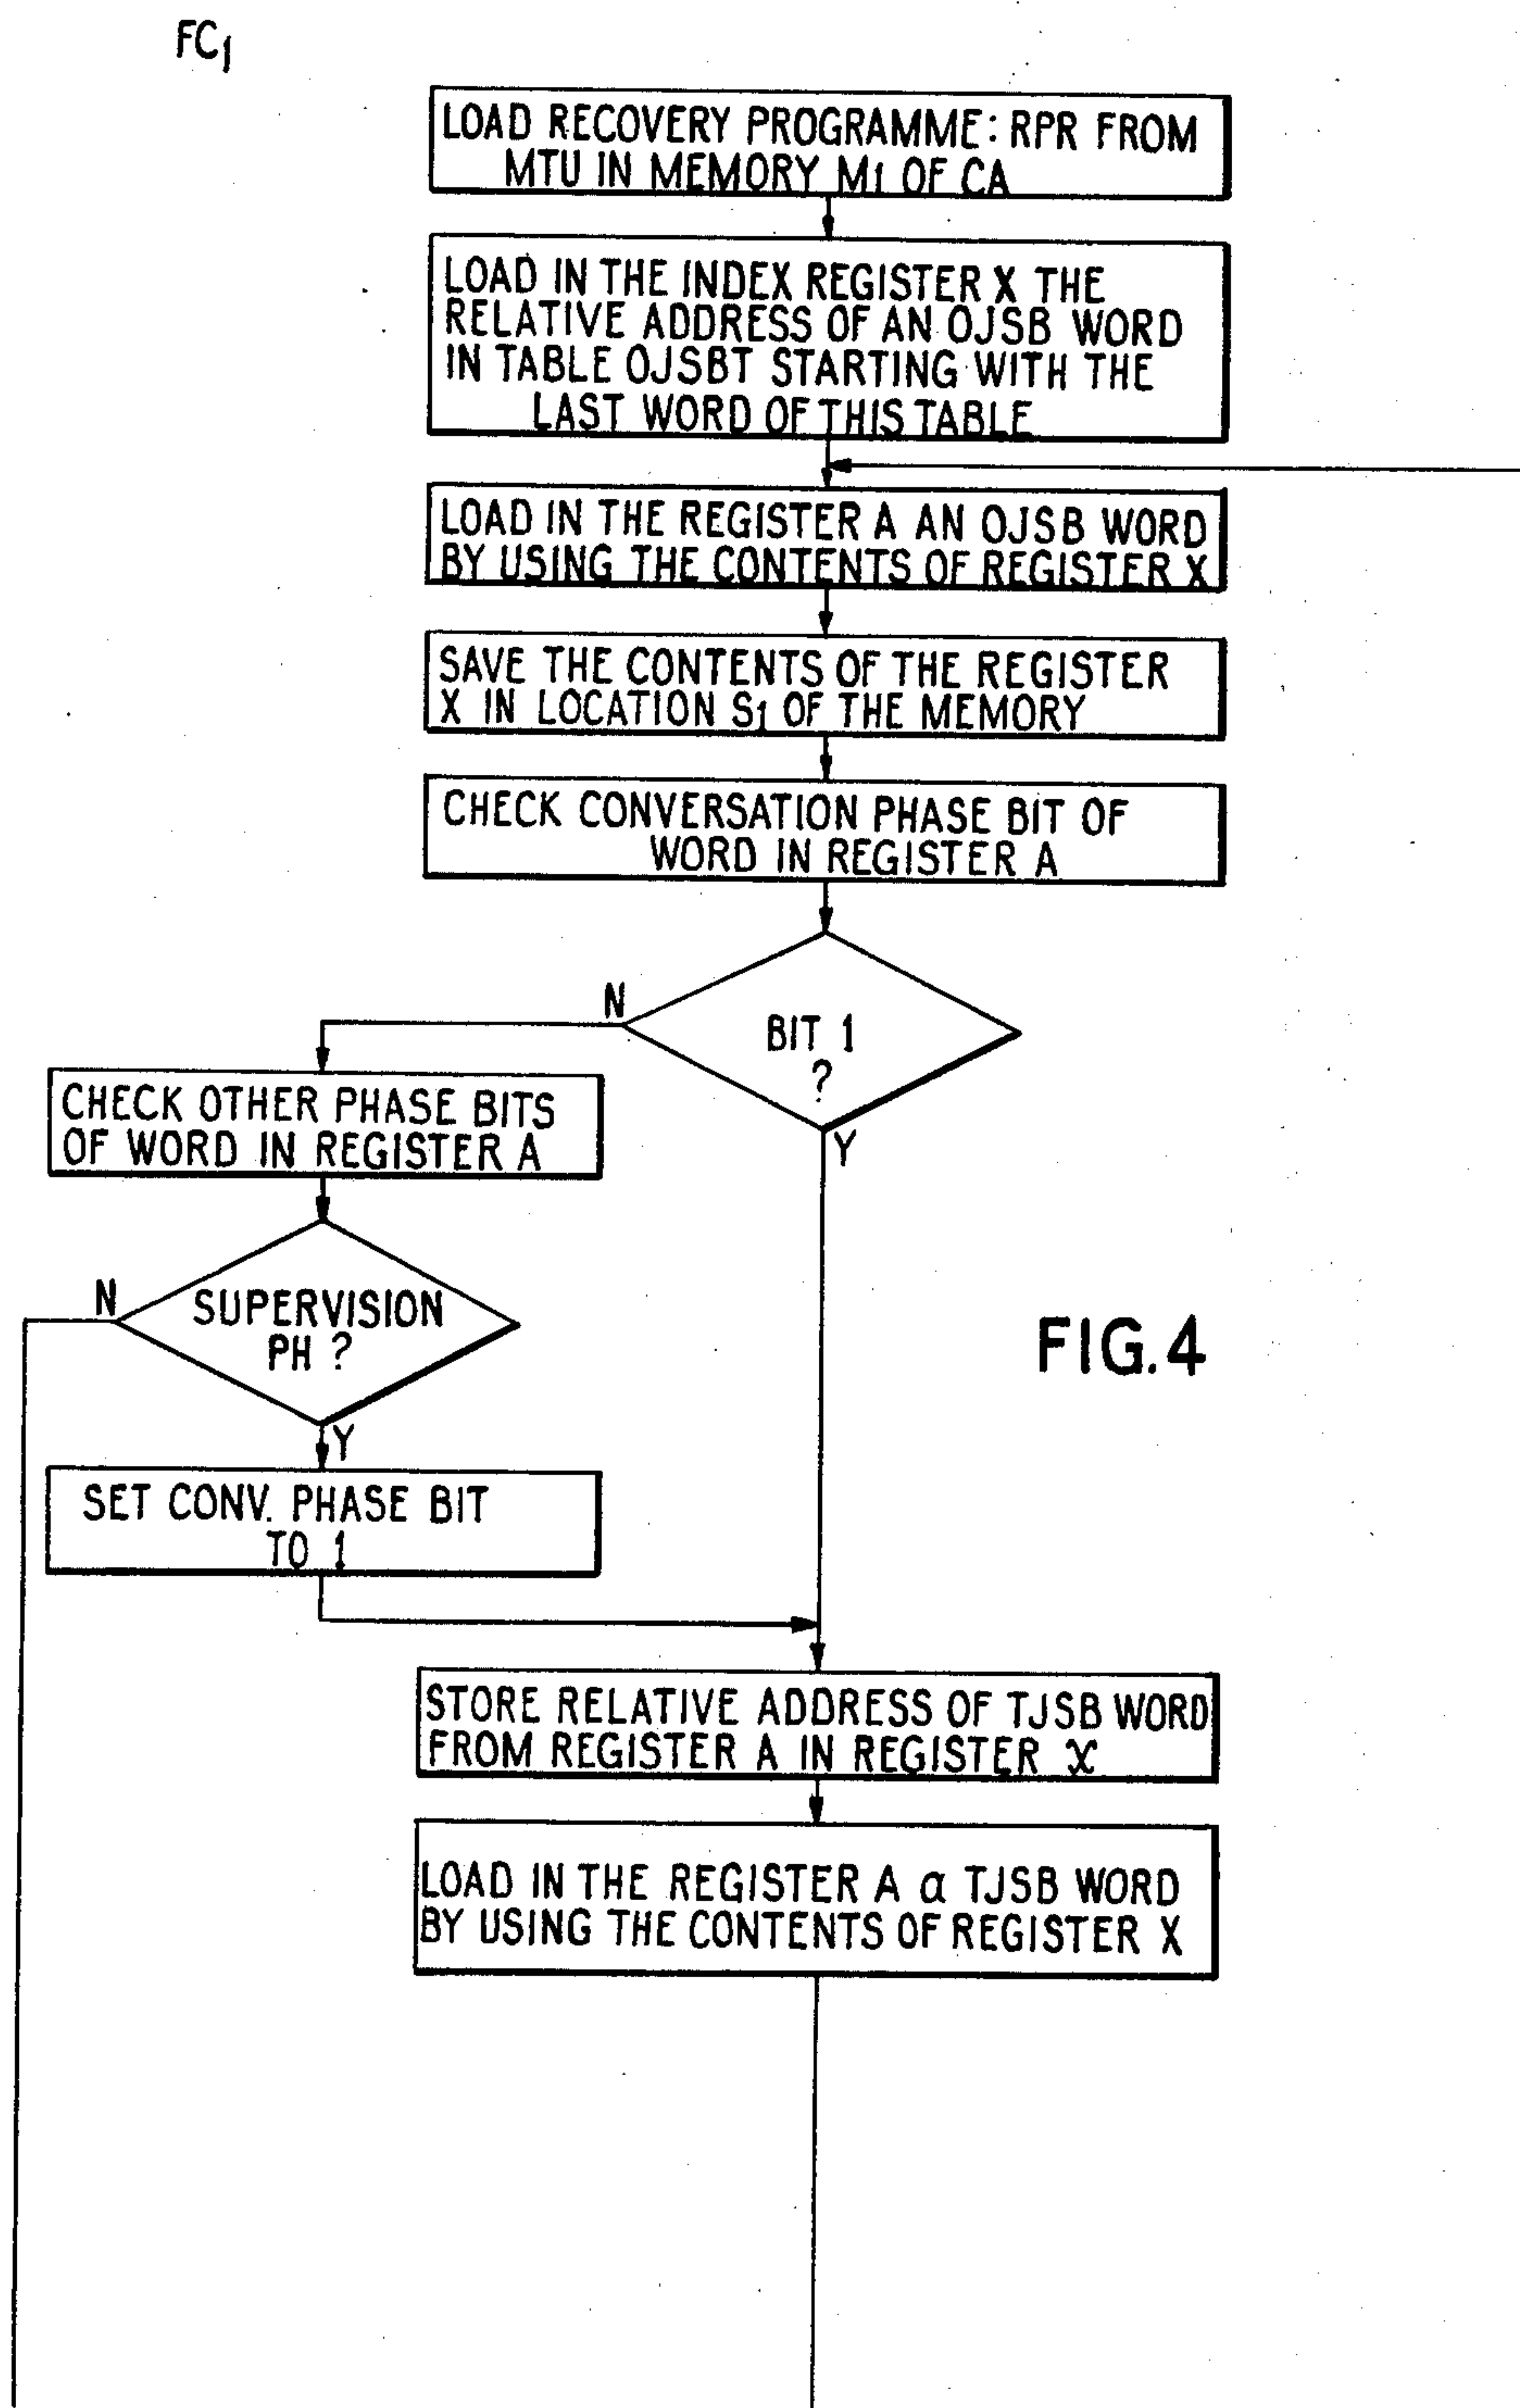 FC1
LOAD RECOVERY PROGRAMME: RPR FROM
MTU IN MEMORY M1 OF CA
LOAD IN THE INDEX REGISTER X THE
RELATIVE ADDRESS OF AN OJSB WORD
IN TABLE OJSBT STARTING WITH THE
LAST WORD OF THIS TABLE
LOAD IN THE REGISTER A AN OJSB WORD
BY USING THE CONTENTS OF REGISTER X
SAVE THE CONTENTS OF THE REGISTER
X IN LOCATION S1 OF THE MEMORY
CHECK CONVERSATION PHASE BIT OF
WORD IN REGISTER A
N
BIT 1
?
Y
CHECK OTHER PHASE BITS
OF WORD IN REGISTER A
N
SUPERVISION
PH ?
Y
FIG.4
SET CONV. PHASE BIT
TO 1
STORE RELATIVE ADDRESS OF TJSB WORD
FROM REGISTER A IN REGISTER X
LOAD IN THE REGISTER A a TJSB WORD
BY USING THE CONTENTS OF REGISTER X